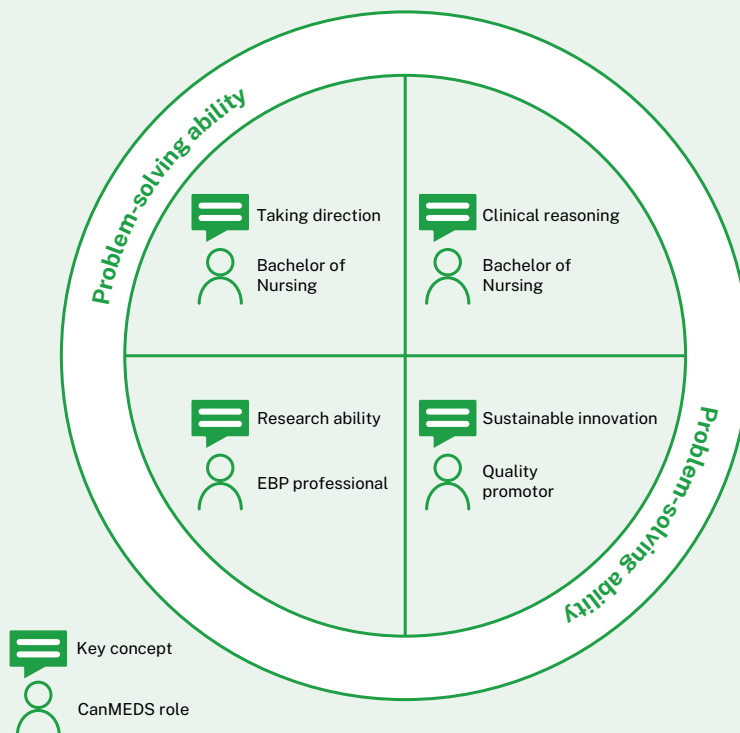 Problem-solving ability
Taking direction
Bachelor of
Nursing
Clinical reasoning
Bachelor of
Nursing
Research ability
EBP professional
Sustainable innovation
Quality
promotor
Problem-solving ability
Key concept
CanMEDS role